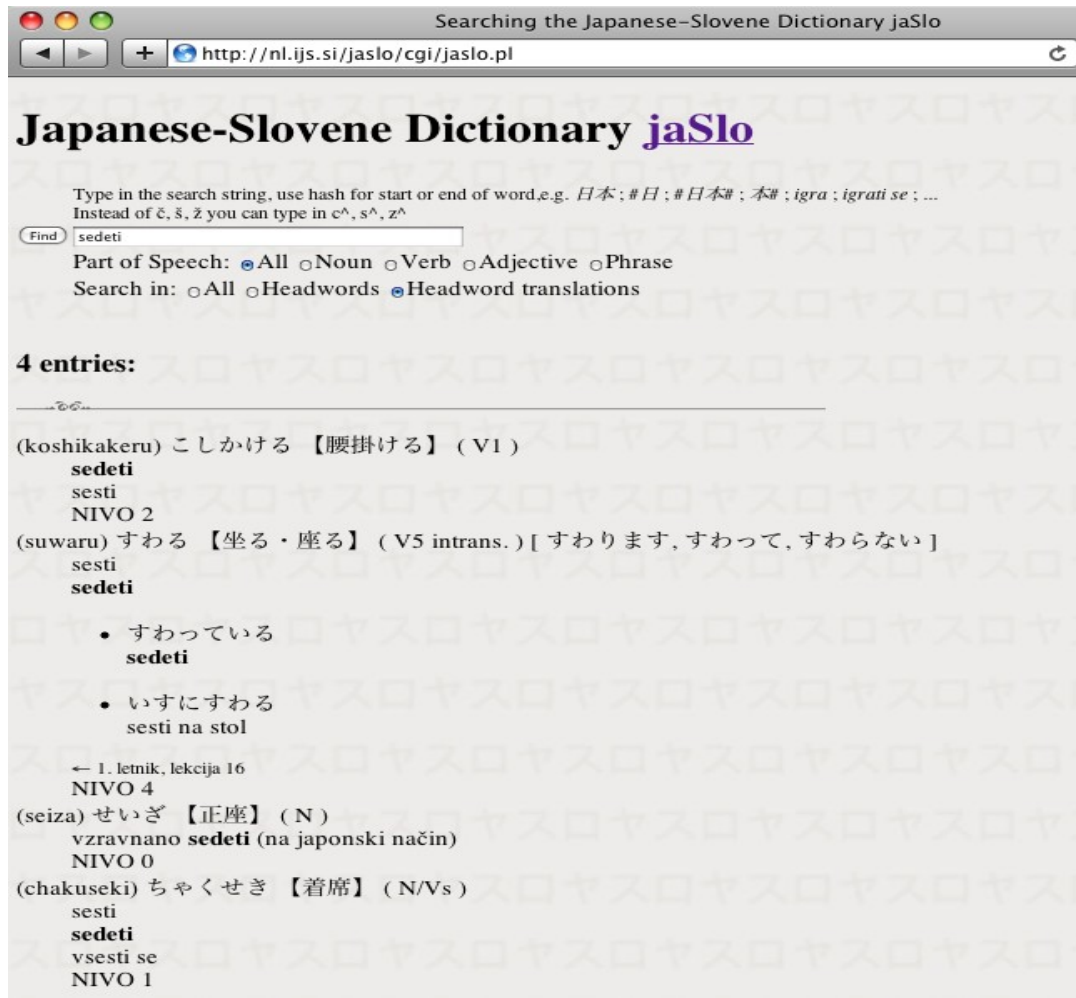 Searching the Japanese-Slovene Dictionary jaSlo
http://nl.ijs.si/jaslo/cgi/jaslo.pl
Japanese-Slovene Dictionary jaSlo
Type in the search string, use hash for start or end of word,e.g. 日本 ; #日 ; #日本# ; 本# ; igra ; igrati se ; ...
Instead of č, š, ž you can type in c^, s^, z^
Find sedeti
Part of Speech: All Noun Verb Adjective Phrase
Search in: All Headwords Headword translations
4 entries:
(koshikakeru) こしかける 【腰掛ける】 ( V1 )
sedeti
sesti
NIVO 2
(suwaru) すわる 【坐る・座る】 ( V5 intrans. ) [ すわります, すわって, すわらない ]
sesti
sedeti
• すわっている
sedeti
• いすにすわる
sesti na stol
← 1. letnik, lekcija 16
NIVO 4
(seiza) せいざ 【正座】 ( N )
vzravnano sedeti (na japonski način)
NIVO 0
(chakuseki) ちゃくせき 【着席】 ( N/Vs )
sesti
sedeti
vsesti se
NIVO 1